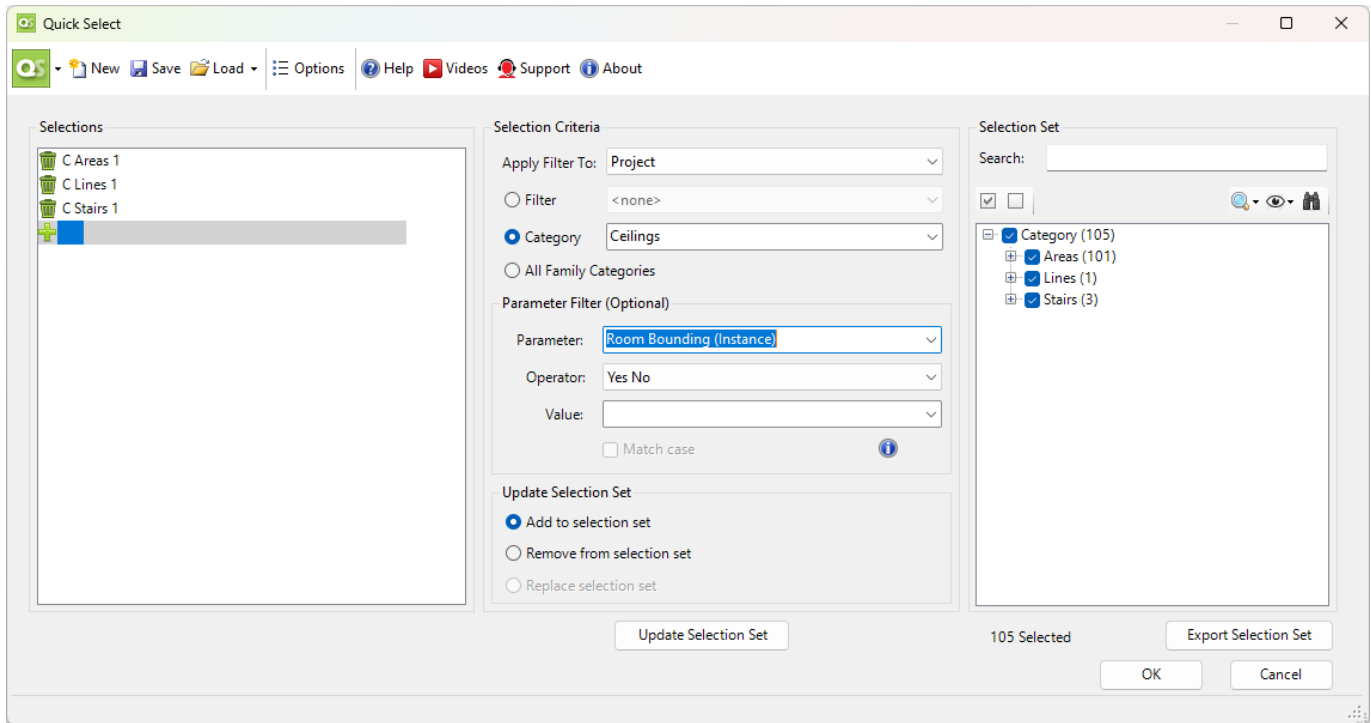 QS Quick Select
QS New Save Load Options Help Videos Support About
Selections
C Areas 1
C Lines 1
C Stairs 1
Selection Criteria
Apply Filter To: Project
Filter <none>
Category Ceilings
All Family Categories
Parameter Filter (Optional)
Parameter: Room Bounding (Instance)
Operator: Yes No
Value:
Match case
Update Selection Set
Add to selection set
Remove from selection set
Replace selection set
Update Selection Set
Selection Set
Search:
Category (105)
Areas (101)
Lines (1)
Stairs (3)
105 Selected
Export Selection Set
OK Cancel